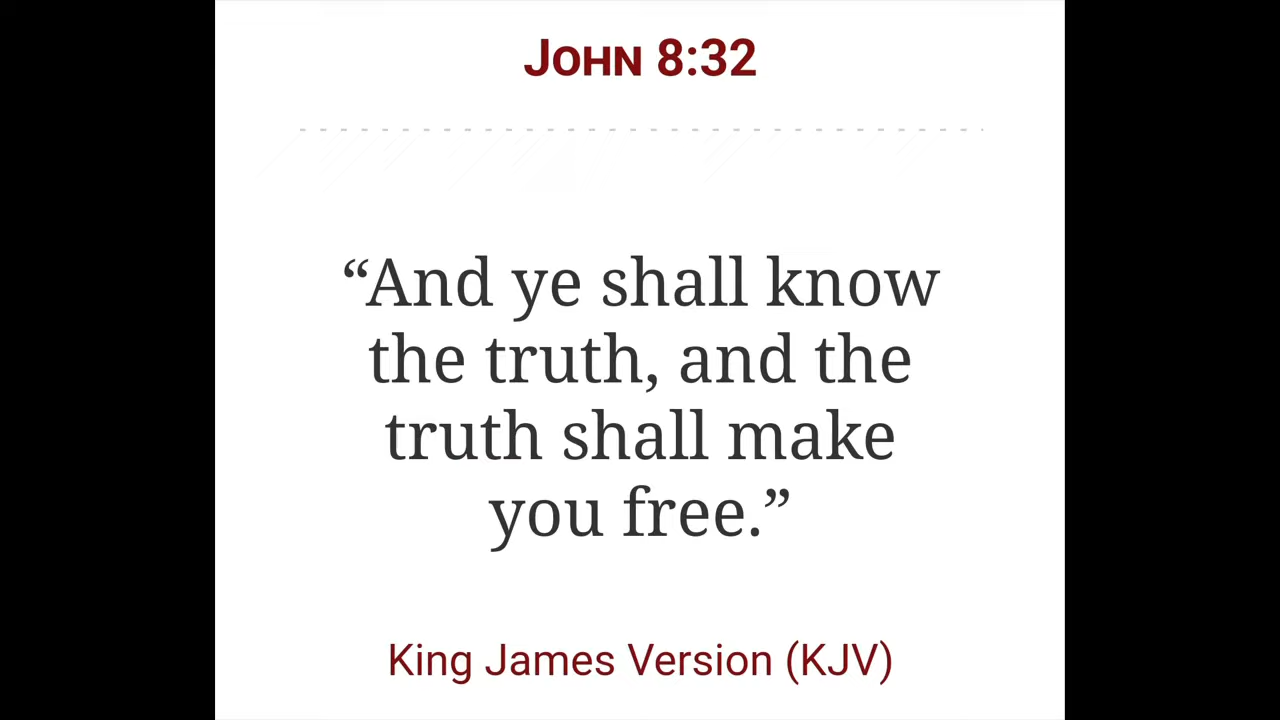 John 8:32
“And ye shall know
the truth, and the
truth shall make
you free.”
King James Version (KJV)